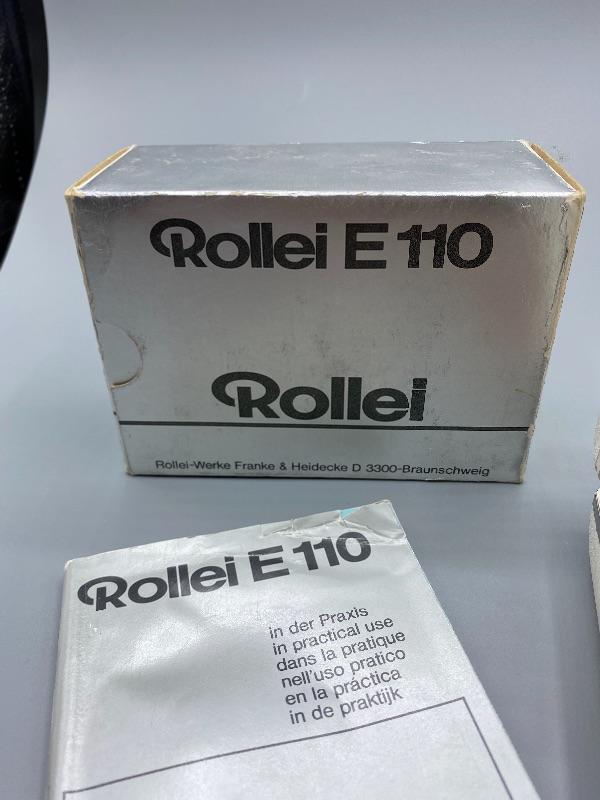 Rollei E 110
Rollei
Rollei-Werke Franke & Heidecke D 3300-Braunschweig
Rollei E 110
in der Praxis
in practical use
dans la pratique
nell'uso pratico
en la práctica
in de praktijk